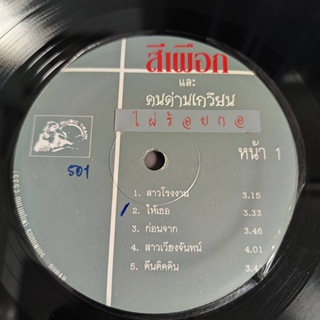 สีเผือก
และ
คนด่านเกวียน
ไผ่ร้อยกอ
หน้า 1
MUSIC TRAIN
501
1. สาวโรงงาน 3.15
2. ให้เธอ 3.33
3. ก่อนจาก 3.46
4. สาวเวียงจันทน์ 4.01
5. ตีนติดดิน